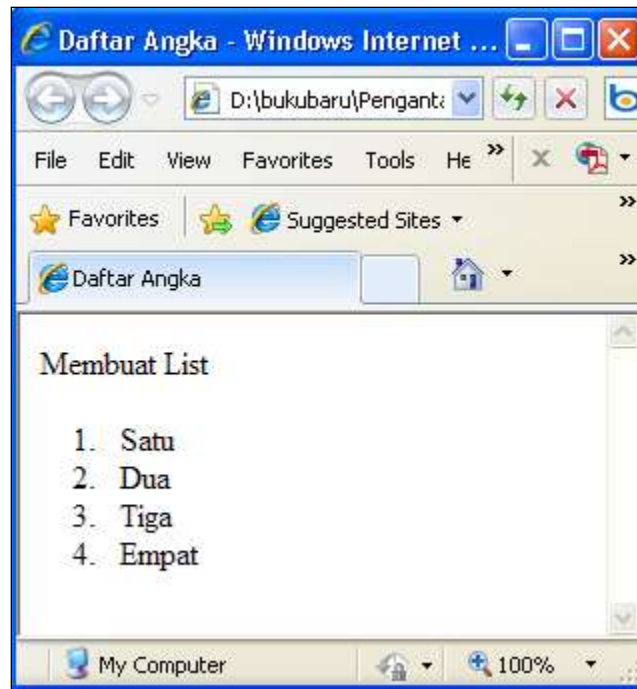 Daftar Angka - Windows Internet ...
D:\bukubaru\Penganta
File Edit View Favorites Tools He »
Favorites Suggested Sites »
Daftar Angka »
Membuat List
1. Satu
2. Dua
3. Tiga
4. Empat
My Computer 100%